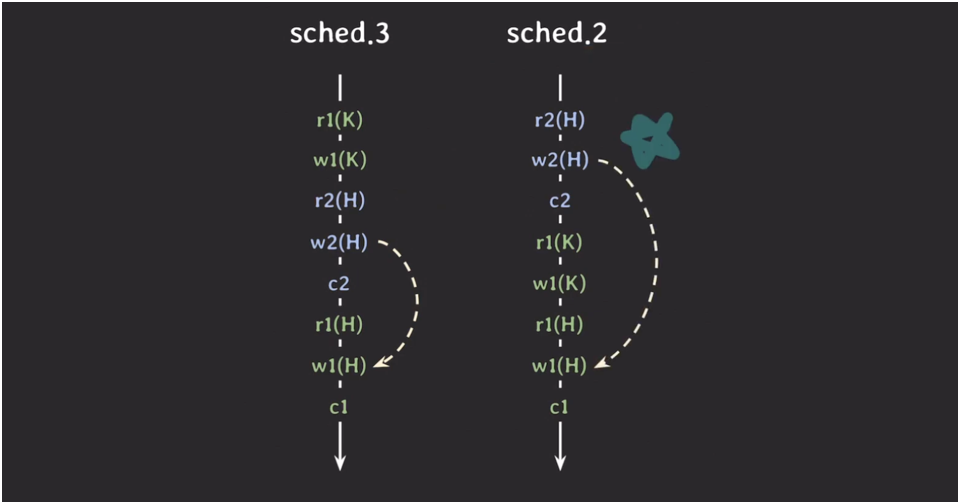 sched.3
r1(K)
w1(K)
r2(H)
w2(H)
c2
r1(H)
w1(H)
c1
sched.2
r2(H)
w2(H)
c2
r1(K)
w1(K)
r1(H)
w1(H)
c1